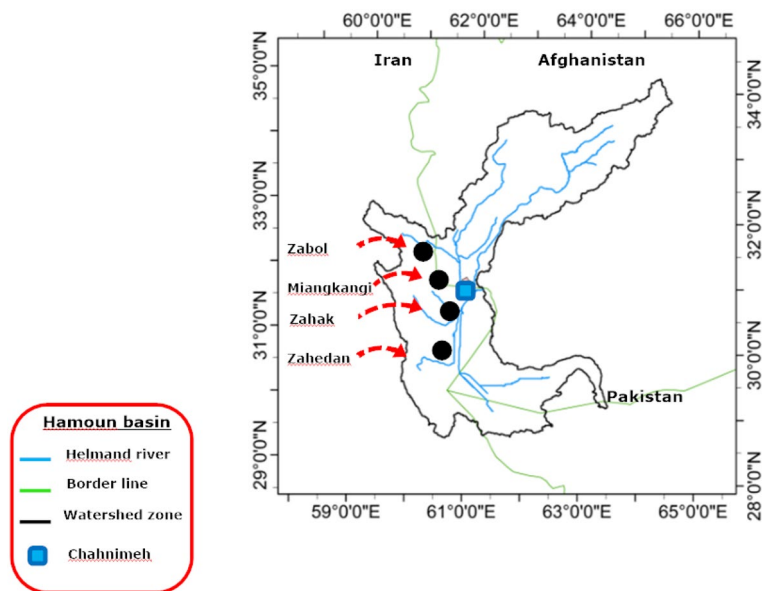 60°0'0"E 62°0'0"E 64°0'0"E 66°0'0"E
Iran Afghanistan
35°0'0"N
33°0'0"N
31°0'0"N
29°0'0"N
34°0'0"N
32°0'0"N
30°0'0"N
28°0'0"N
Zabol
Miangkangi
Zahak
Zahedan
Pakistan
59°0'0"E 61°0'0"E 63°0'0"E 65°0'0"E
Hamoun basin
Helmand river
Border line
Watershed zone
Chahnimeh